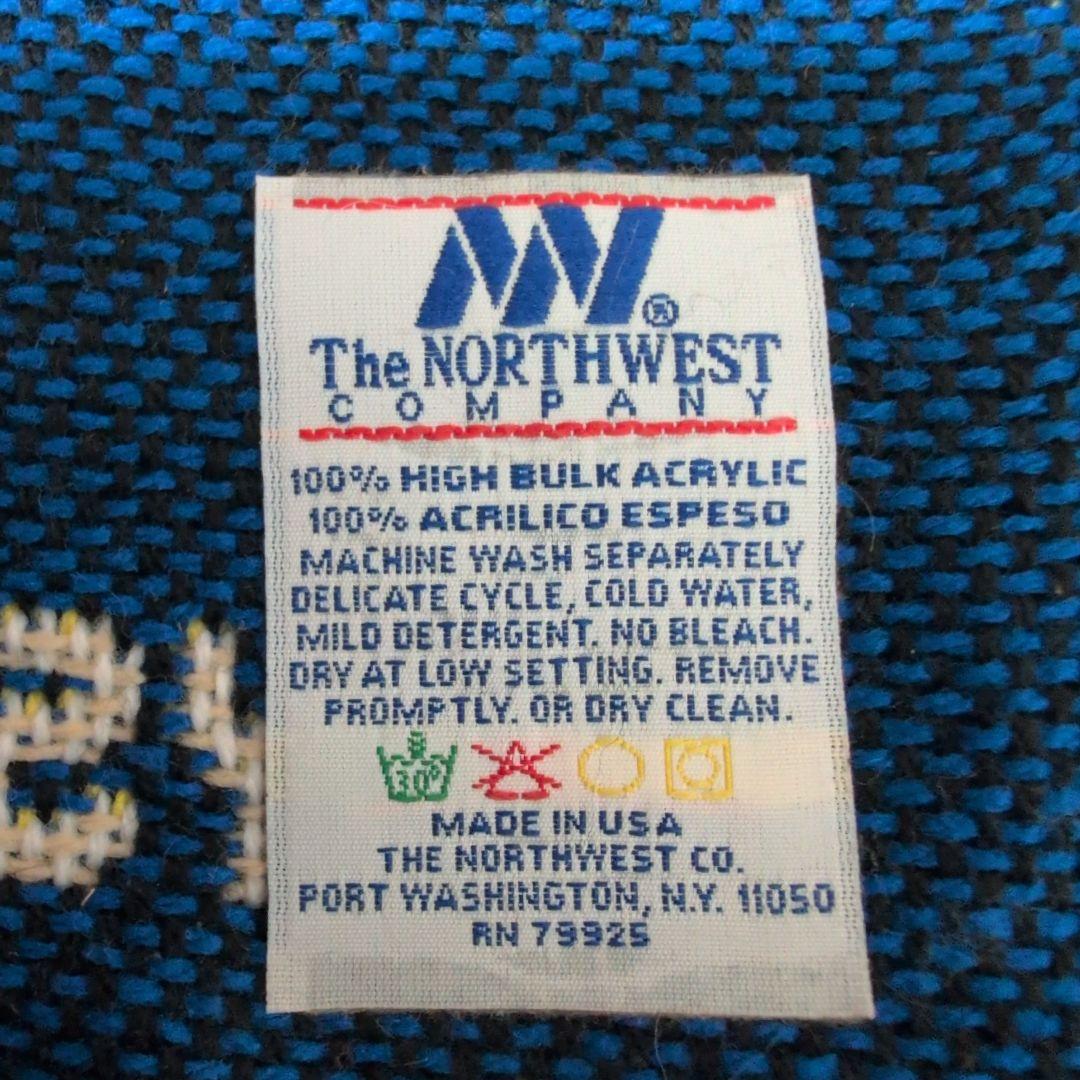 ®
The NORTHWEST
COMPANY
100% HIGH BULK ACRYLIC
100% ACRILICO ESPESO
MACHINE WASH SEPARATELY
DELICATE CYCLE, COLD WATER,
MILD DETERGENT. NO BLEACH.
DRY AT LOW SETTING. REMOVE
PROMPTLY. OR DRY CLEAN.
30°
MADE IN USA
THE NORTHWEST CO.
PORT WASHINGTON, N.Y. 11050
RN 79925